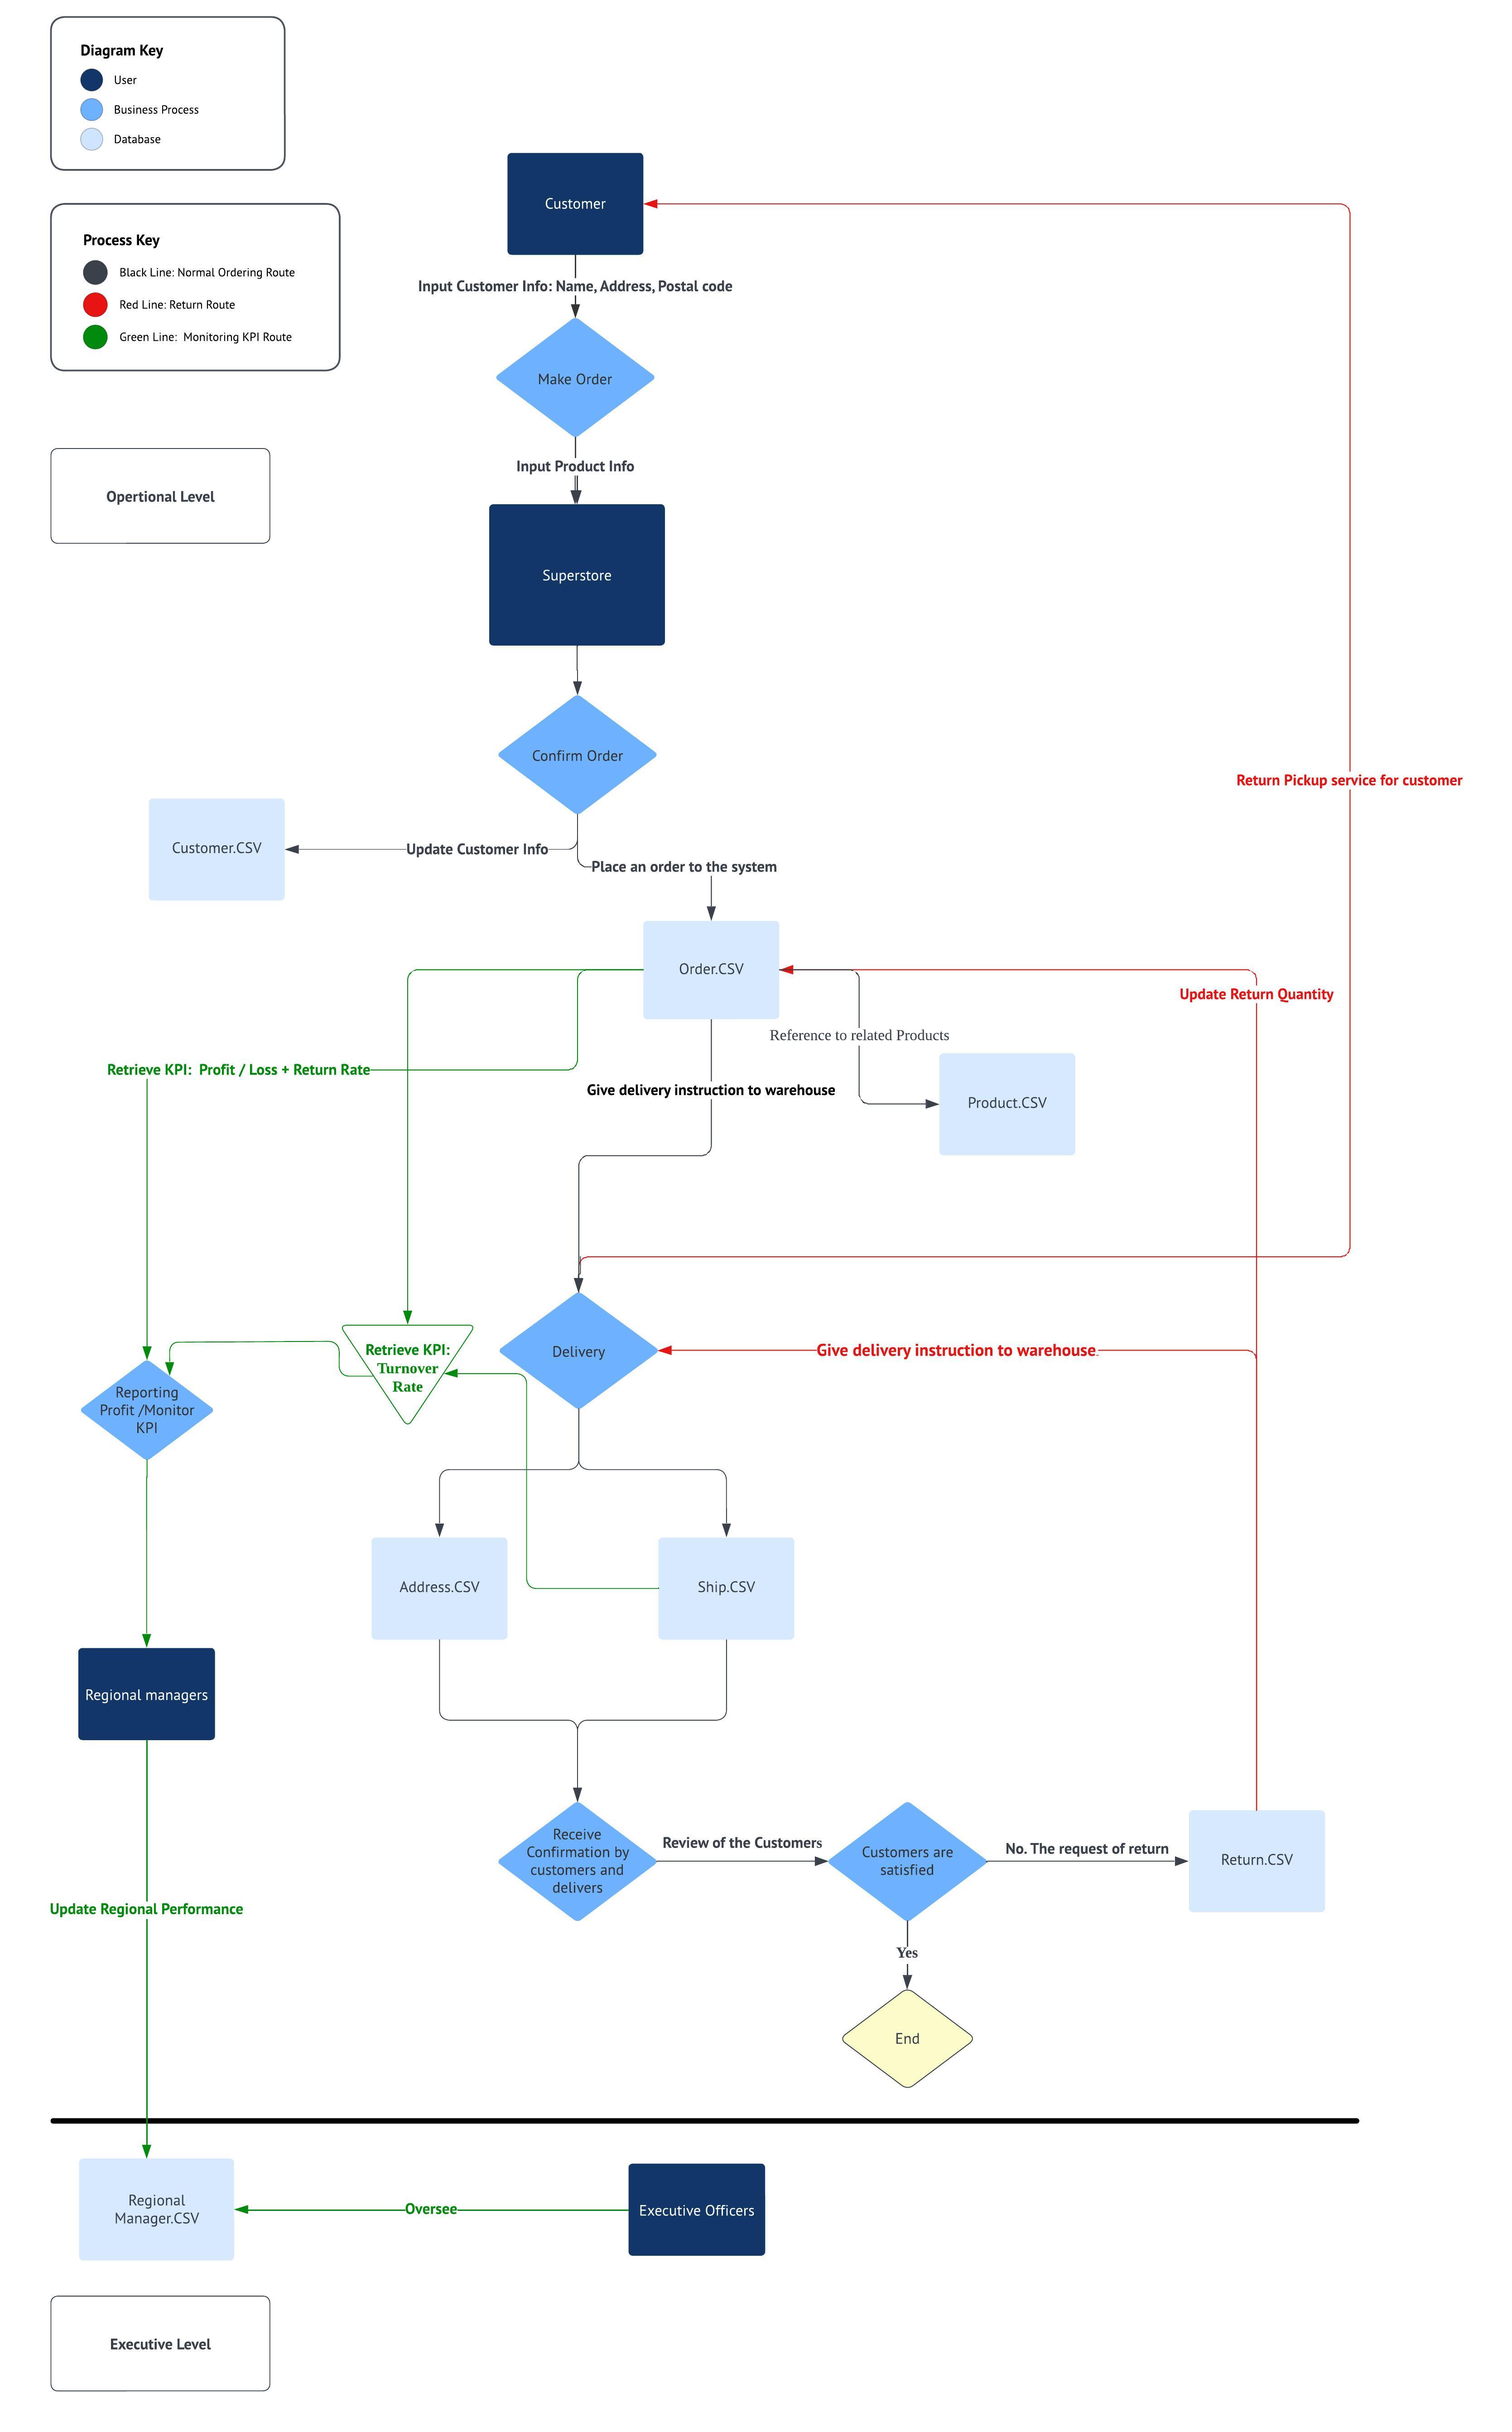 Diagram Key
User
Business Process
Database
Process Key
Black Line: Normal Ordering Route
Red Line: Return Route
Green Line:  Monitoring KPI Route
Customer
Input Customer Info: Name, Address, Postal code
Make Order
Input Product Info
Opertional Level
Superstore
Confirm Order
Return Pickup service for customer
Customer.CSV
Update Customer Info
Place an order to the system
Order.CSV
Update Return Quantity
Reference to related Products
Retrieve KPI:  Profit / Loss + Return Rate
Give delivery instruction to warehouse
Product.CSV
Retrieve KPI:
Turnover
Rate
Delivery
Give delivery instruction to warehouse
Reporting
Profit /Monitor
KPI
Address.CSV
Ship.CSV
Regional managers
Receive
Confirmation by
customers and
delivers
Review of the Customers
Customers are
satisfied
No. The request of return
Return.CSV
Update Regional Performance
Yes
End
Regional
Manager.CSV
Oversee
Executive Officers
Executive Level